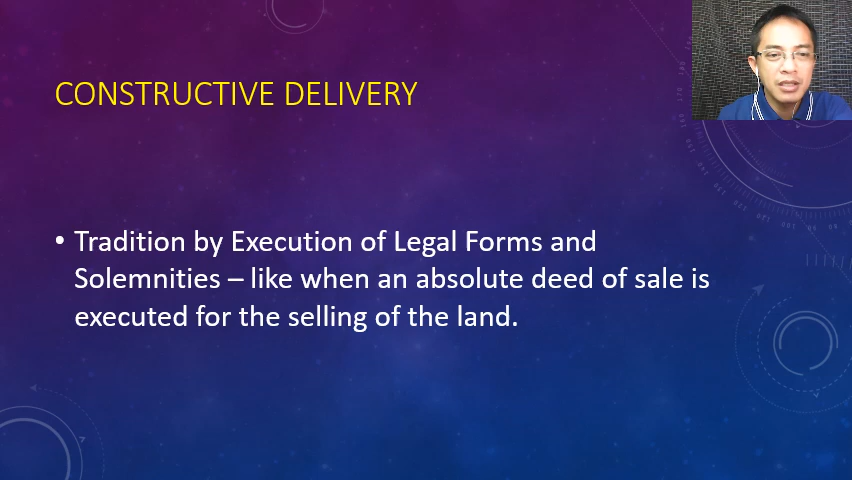 CONSTRUCTIVE DELIVERY
• Tradition by Execution of Legal Forms and
Solemnities – like when an absolute deed of sale is
executed for the selling of the land.